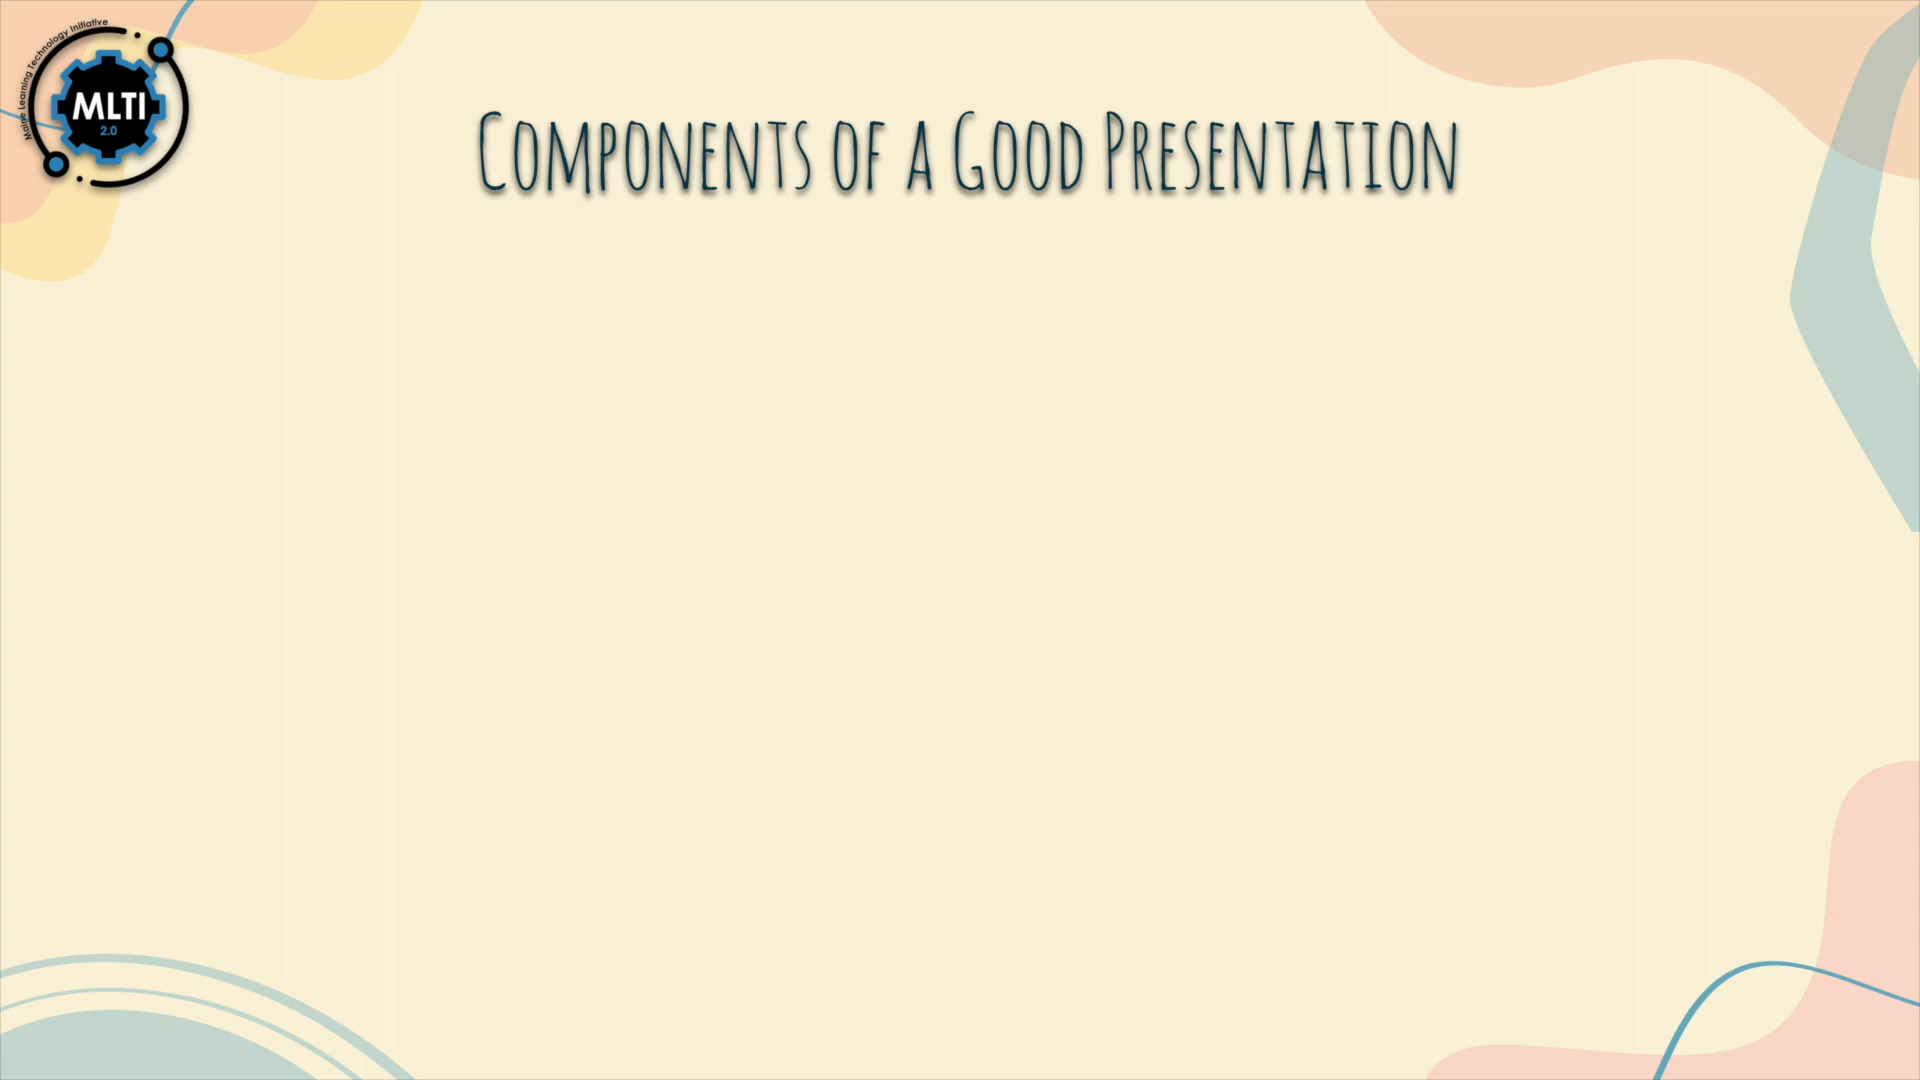 Maine Learning Technology Initiative
MLTI
2.0
Components of a Good Presentation